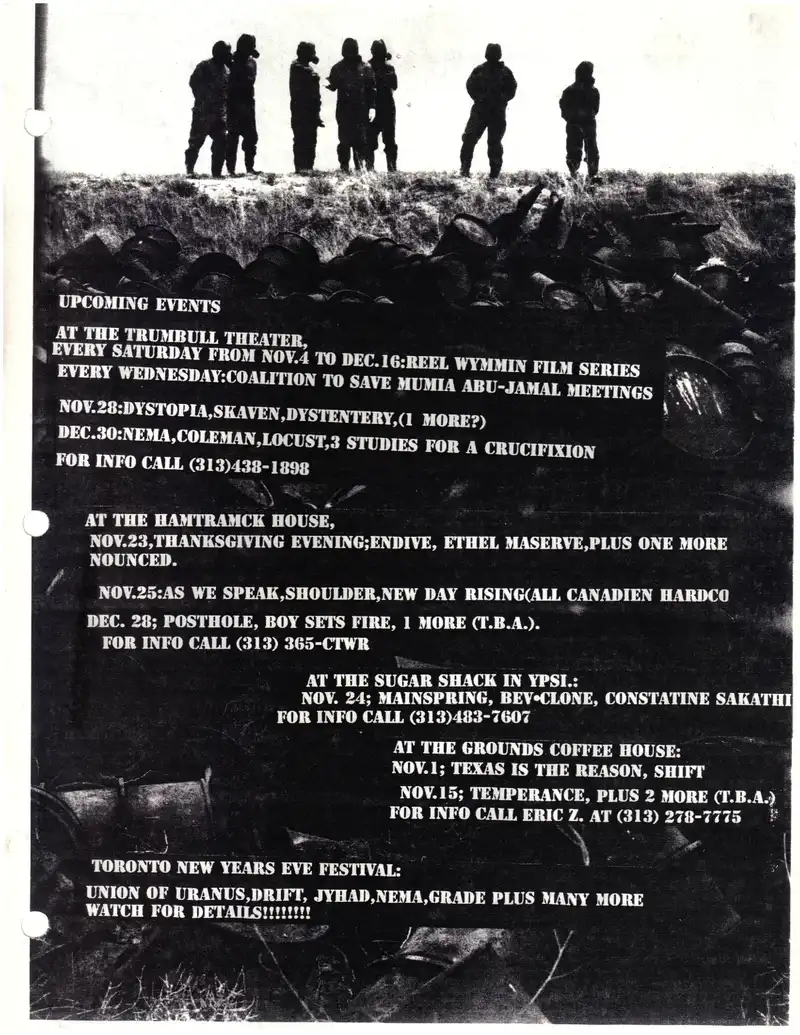 UPCOMING EVENTS
AT THE TRUMBULL THEATER,
EVERY SATURDAY FROM NOV.4 TO DEC.16:REEL WYMMIN FILM SERIES
EVERY WEDNESDAY:COALITION TO SAVE MUMIA ABU-JAMAL MEETINGS
NOV.28:DYSTOPIA,SKAVEN,DYSTENTERY,(1 MORE?)
DEC.30:NEMA,COLEMAN,LOCUST,3 STUDIES FOR A CRUCIFIXION
FOR INFO CALL (313)438-1898
AT THE HAMTRAMCK HOUSE,
NOV.23,THANKSGIVING EVENING;ENDIVE, ETHEL MASERVE,PLUS ONE MORE
NOUNCED.
NOV.25:AS WE SPEAK,SHOULDER,NEW DAY RISING(ALL CANADIEN HARDCO
DEC. 28; POSTHOLE, BOY SETS FIRE, 1 MORE (T.B.A.).
FOR INFO CALL (313) 365-CTWR
AT THE SUGAR SHACK IN YPSI.:
NOV. 24; MAINSPRING, BEV•CLONE, CONSTATINE SAKATHI
FOR INFO CALL (313)483-7607
AT THE GROUNDS COFFEE HOUSE:
NOV.1; TEXAS IS THE REASON, SHIFT
NOV.15; TEMPERANCE, PLUS 2 MORE (T.B.A.)
FOR INFO CALL ERIC Z. AT (313) 278-7775
TORONTO NEW YEARS EVE FESTIVAL:
UNION OF URANUS,DRIFT, JYHAD,NEMA,GRADE PLUS MANY MORE
WATCH FOR DETAILS!!!!!!!!